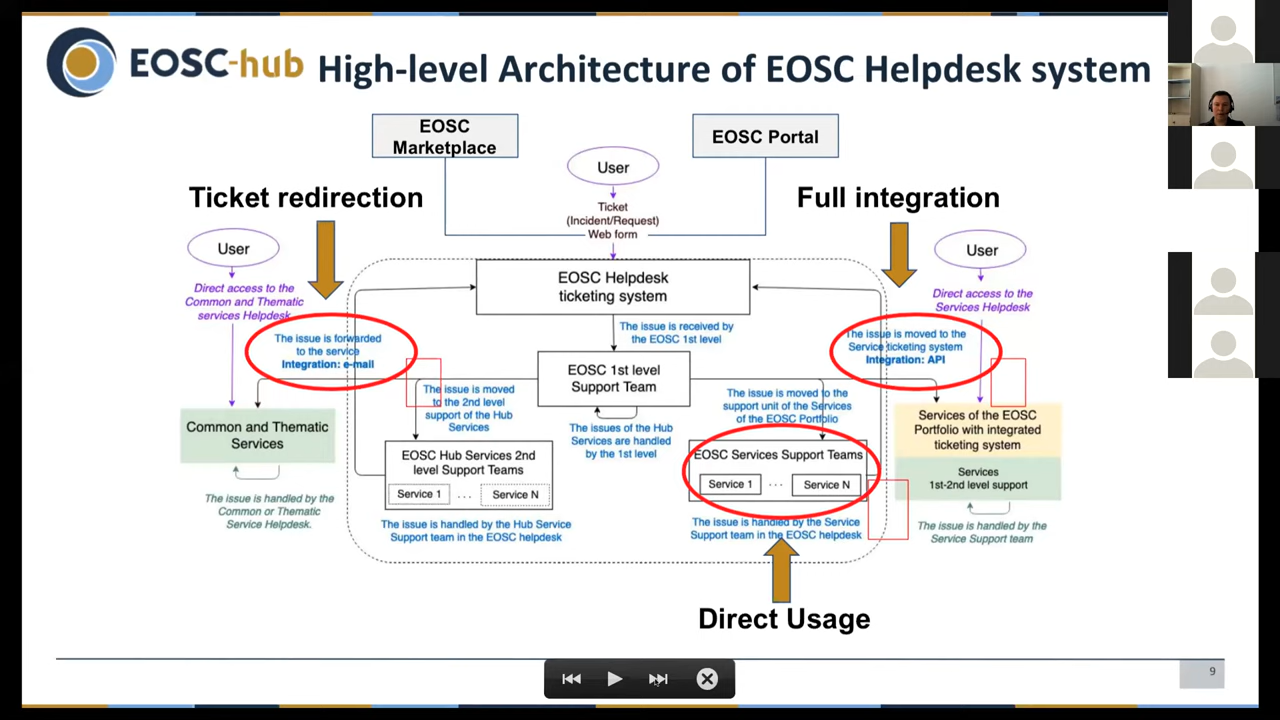 EOSC-hub High-level Architecture of EOSC Helpdesk system
EOSC
Marketplace
EOSC Portal
User
Ticket
(Incident/Request)
Web form
Ticket redirection
Full integration
User
Direct access to the
Common and Thematic
services Helpdesk
User
Direct access to the
Services Helpdesk
EOSC Helpdesk
ticketing system
The issue is received by
the EOSC 1st level
The issue is forwarded
to the service
Integration: e-mail
The issue is moved to the
Service ticketing system
Integration: API
EOSC 1st level
Support Team
The issue is moved
to the 2nd level
support of the Hub
Services
The issue is moved to the
support unit of the Services
of the EOSC Portfolio
The issues of the Hub
Services are handled
by the 1st level
Common and Thematic
Services
Services of the EOSC
Portfolio with integrated
ticketing system
Services
1st-2nd level support
EOSC Hub Services 2nd
level Support Teams
Service 1
...
Service N
EOSC Services Support Teams
Service 1
...
Service N
The issue is handled by the
Common or Thematic
Service Helpdesk.
The issue is handled by the Hub Service
Support team in the EOSC helpdesk
The issue is handled by the Service
Support team in the EOSC helpdesk
The issue is handled by the
Service Support team
Direct Usage
9